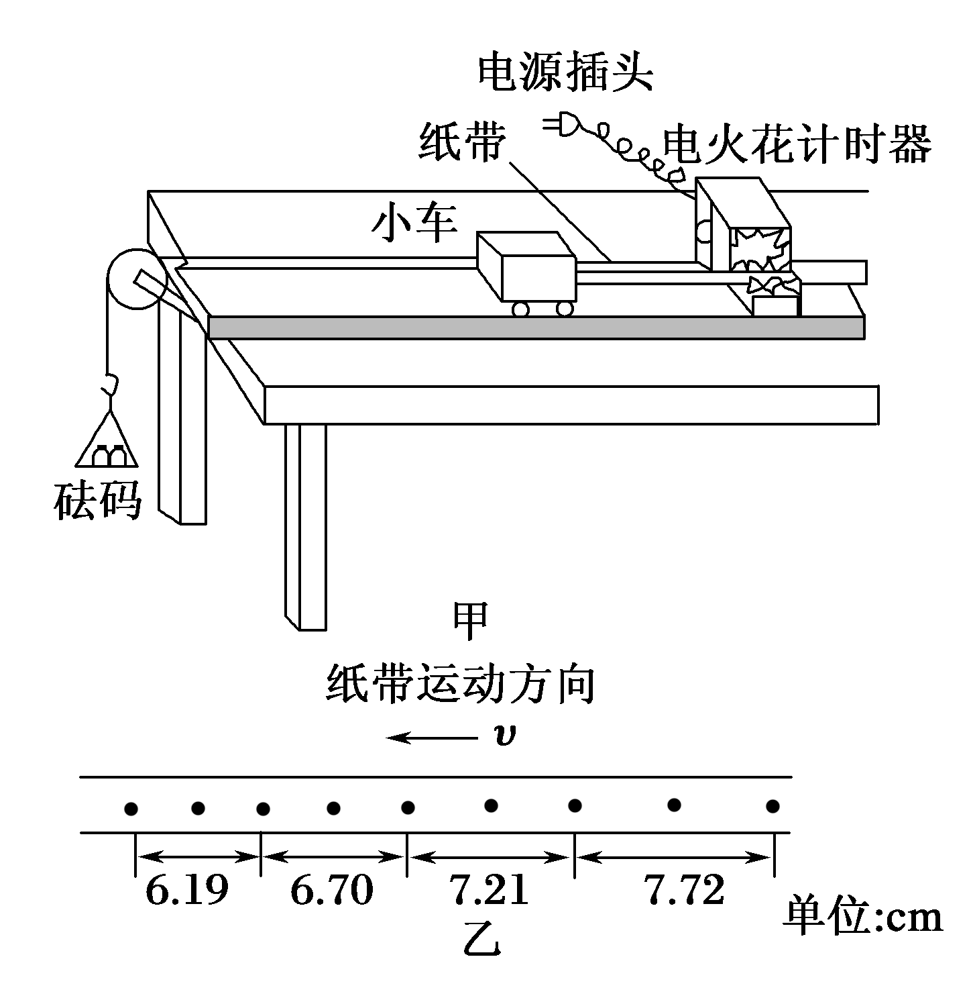 电源插头
纸带
电火花计时器
小车
砝码
甲
纸带运动方向
v
6.19 6.70 7.21 7.72
单位:cm
乙